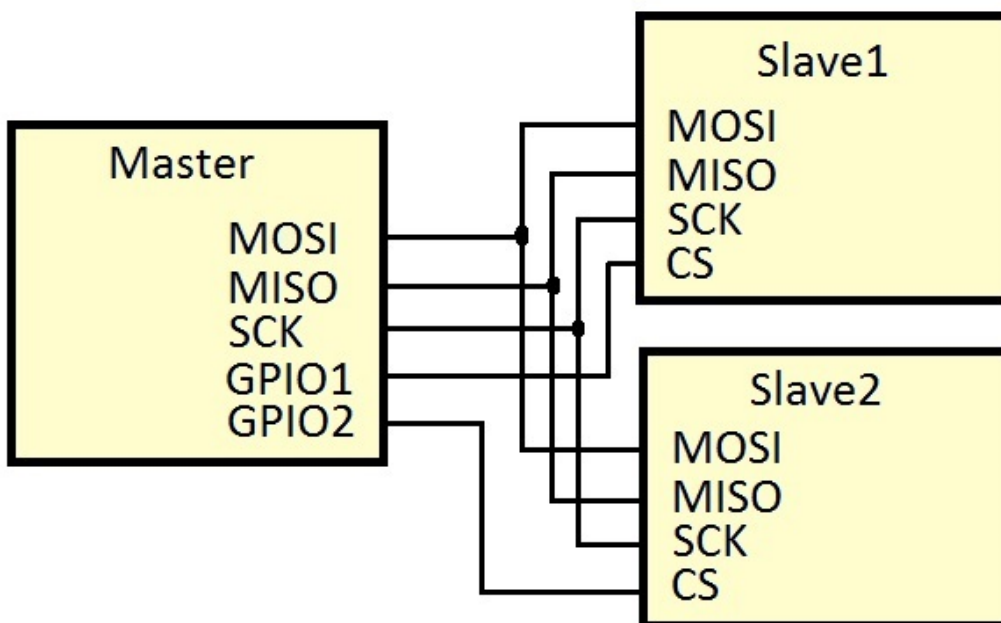 Master
MOSI
MISO
SCK
GPIO1
GPIO2
Slave1
MOSI
MISO
SCK
CS
Slave2
MOSI
MISO
SCK
CS